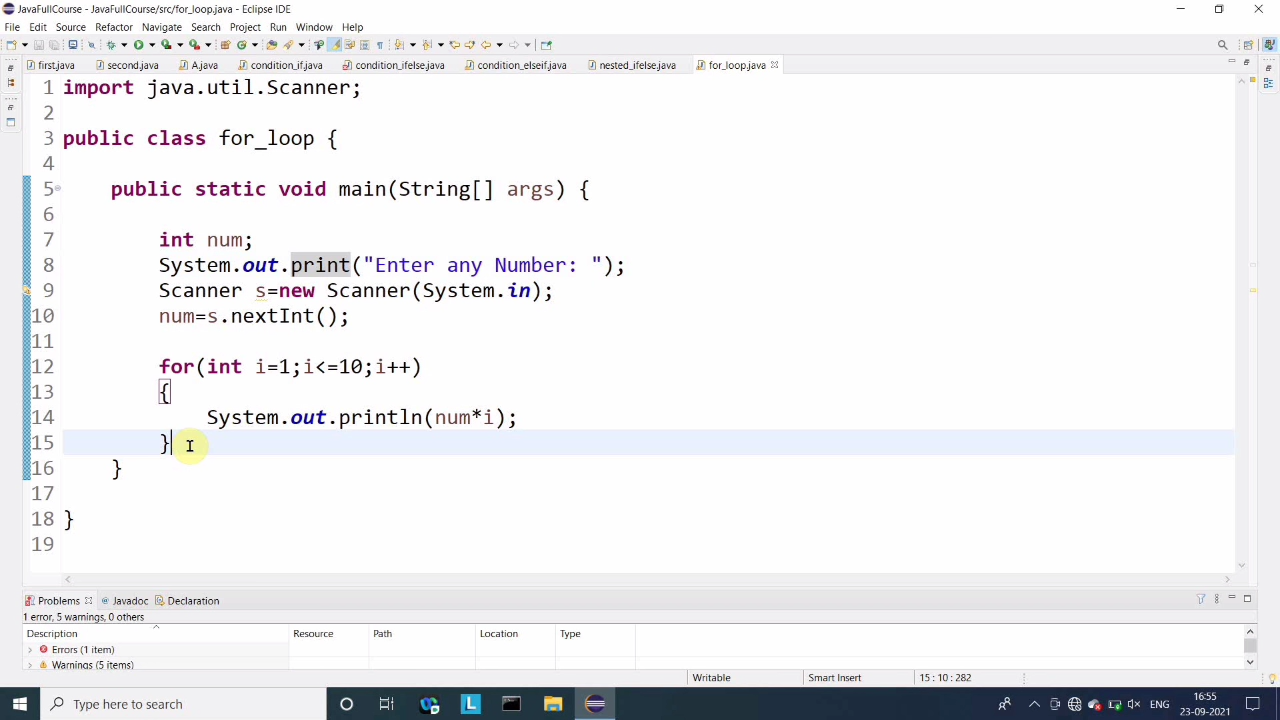 JavaFullCourse - JavaFullCourse/src/for_loop.java - Eclipse IDE
File Edit Source Refactor Navigate Search Project Run Window Help
first.java second.java A.java condition_if.java condition_ifelse.java condition_elseif.java nested_ifelse.java for_loop.java
1 import java.util.Scanner;
2
3 public class for_loop {
4
5 public static void main(String[] args) {
6
7 int num;
8 System.out.print("Enter any Number: ");
9 Scanner s=new Scanner(System.in);
10 num=s.nextInt();
11
12 for(int i=1;i<=10;i++)
13 {
14 System.out.println(num*i);
15 }
16 }
17
18 }
19
Problems Javadoc Declaration
1 error, 5 warnings, 0 others
Description Resource Path Location Type
Errors (1 item)
Warnings (5 items)
Writable Smart Insert 15 : 10 : 282
Type here to search L ENG 16:55
23-09-2021